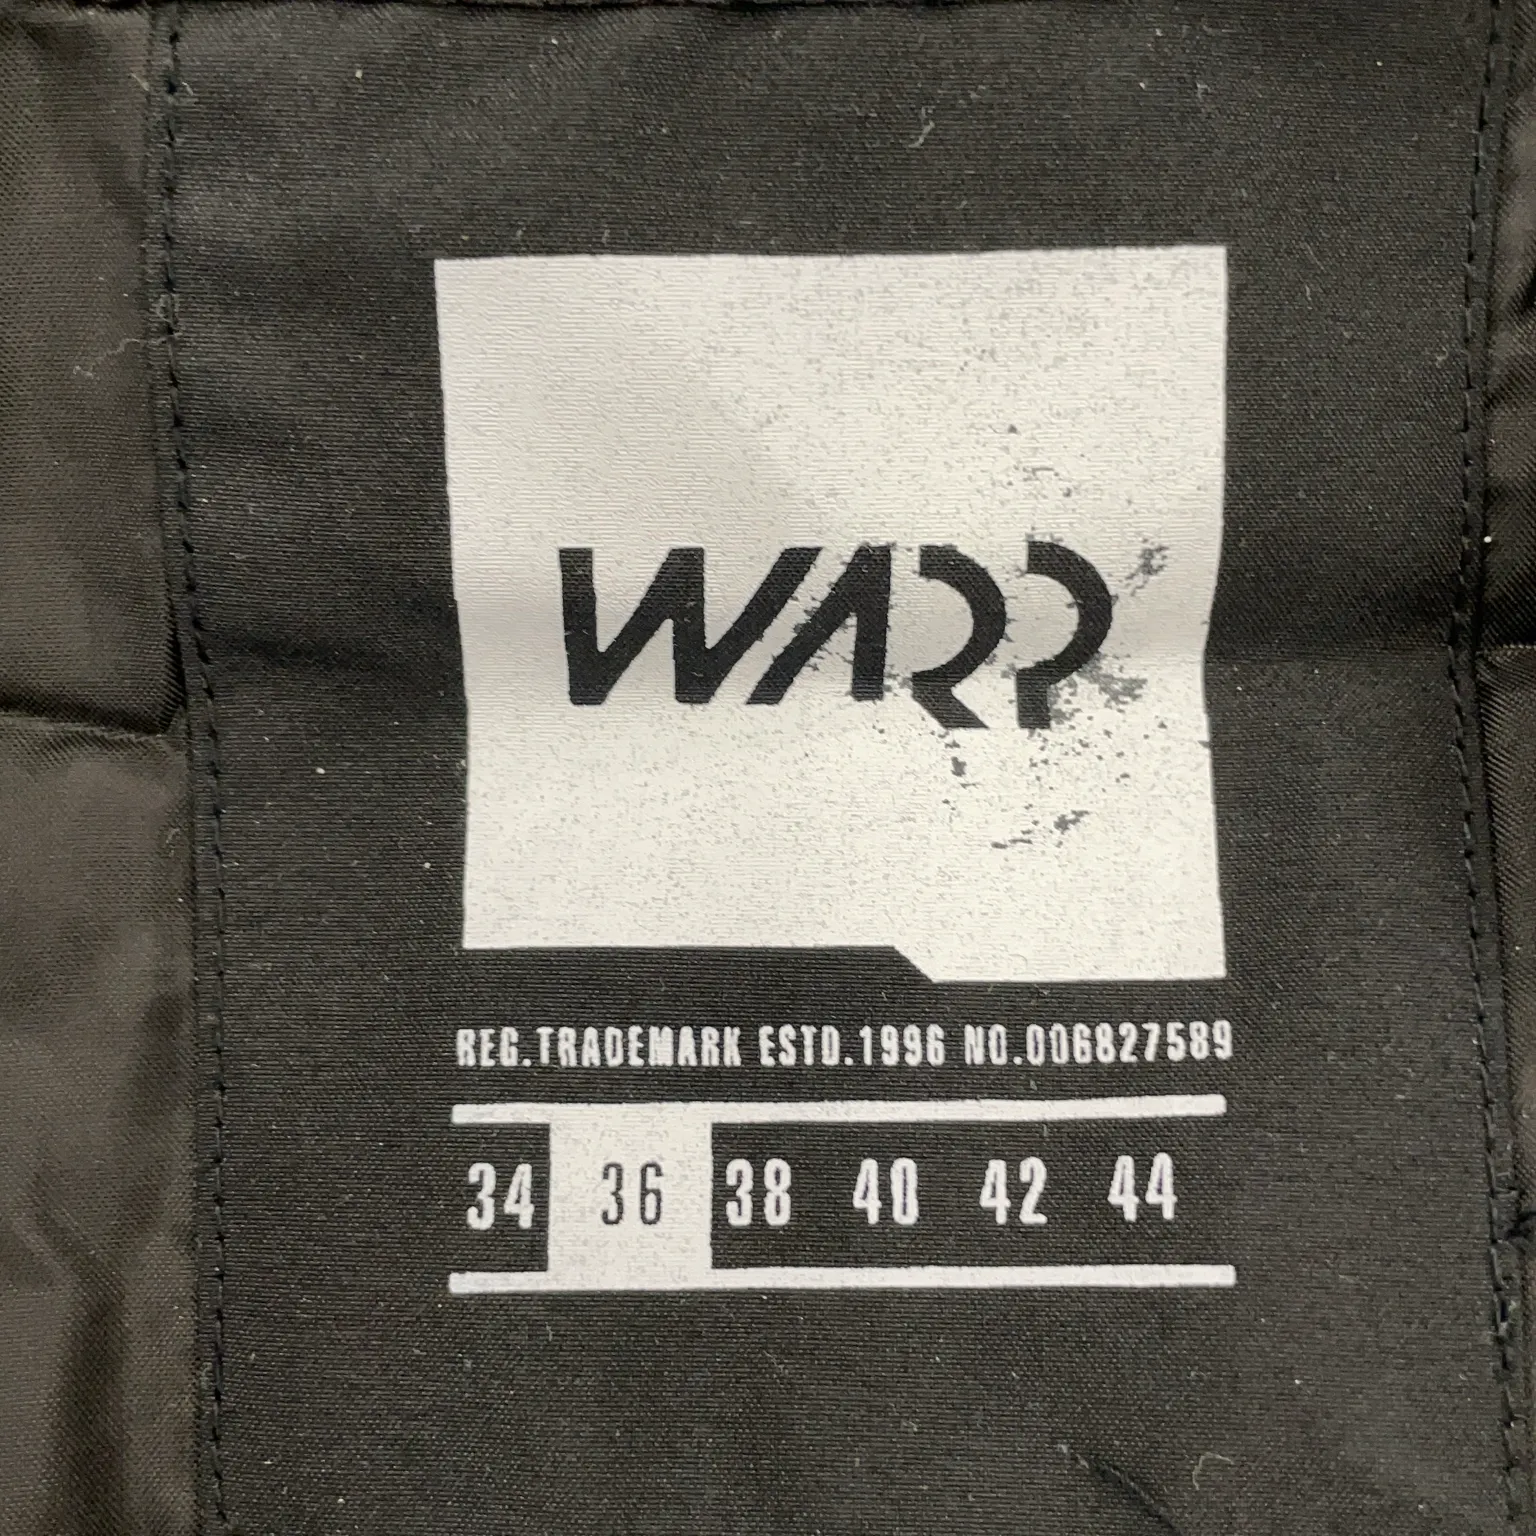 WARP
REG.TRADEMARK ESTD.1996 NO.006827589
34 36 38 40 42 44